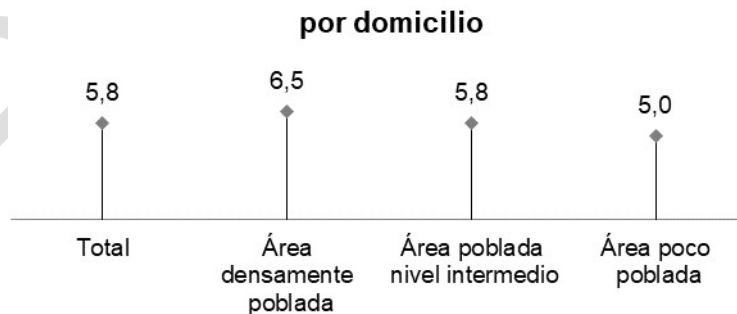 por domicilio
5,8
6,5
5,8
5,0
Total
Área
densamente
poblada
Área poblada
nivel intermedio
Área poco
poblada